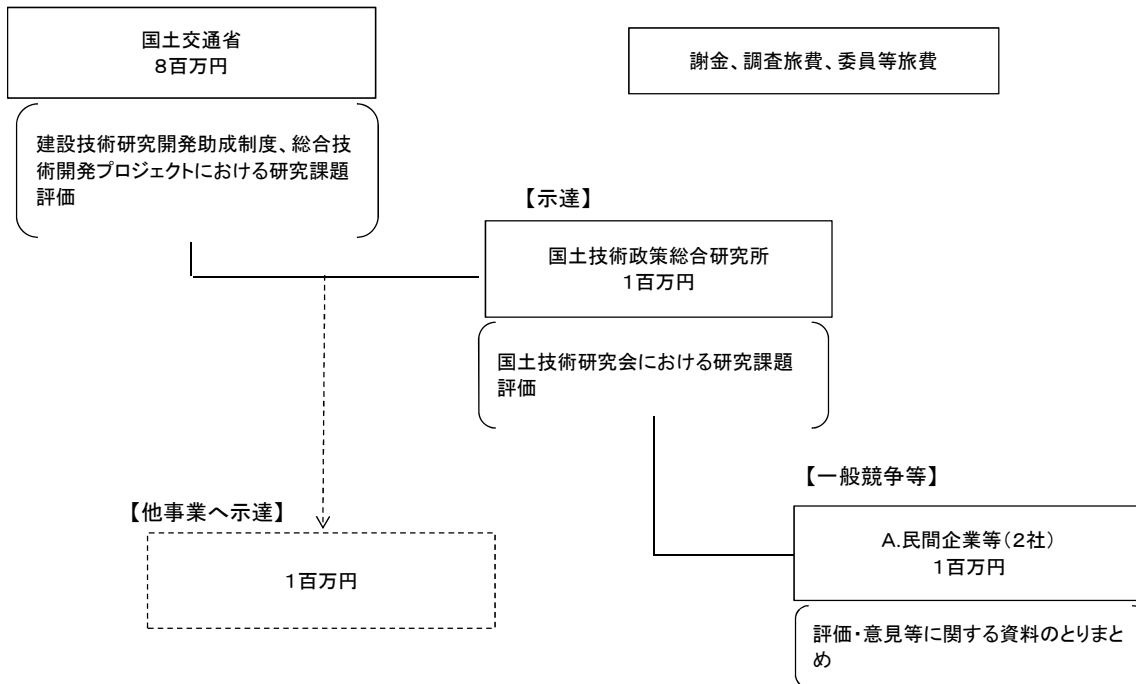 国土交通省
8百万円
謝金、調査旅費、委員等旅費
建設技術研究開発助成制度、総合技
術開発プロジェクトにおける研究課題
評価
【示達】
国土技術政策総合研究所
1百万円
国土技術研究会における研究課題
評価
【一般競争等】
A.民間企業等(2社)
1百万円
評価・意見等に関する資料のとりまと
め
【他事業へ示達】
1百万円